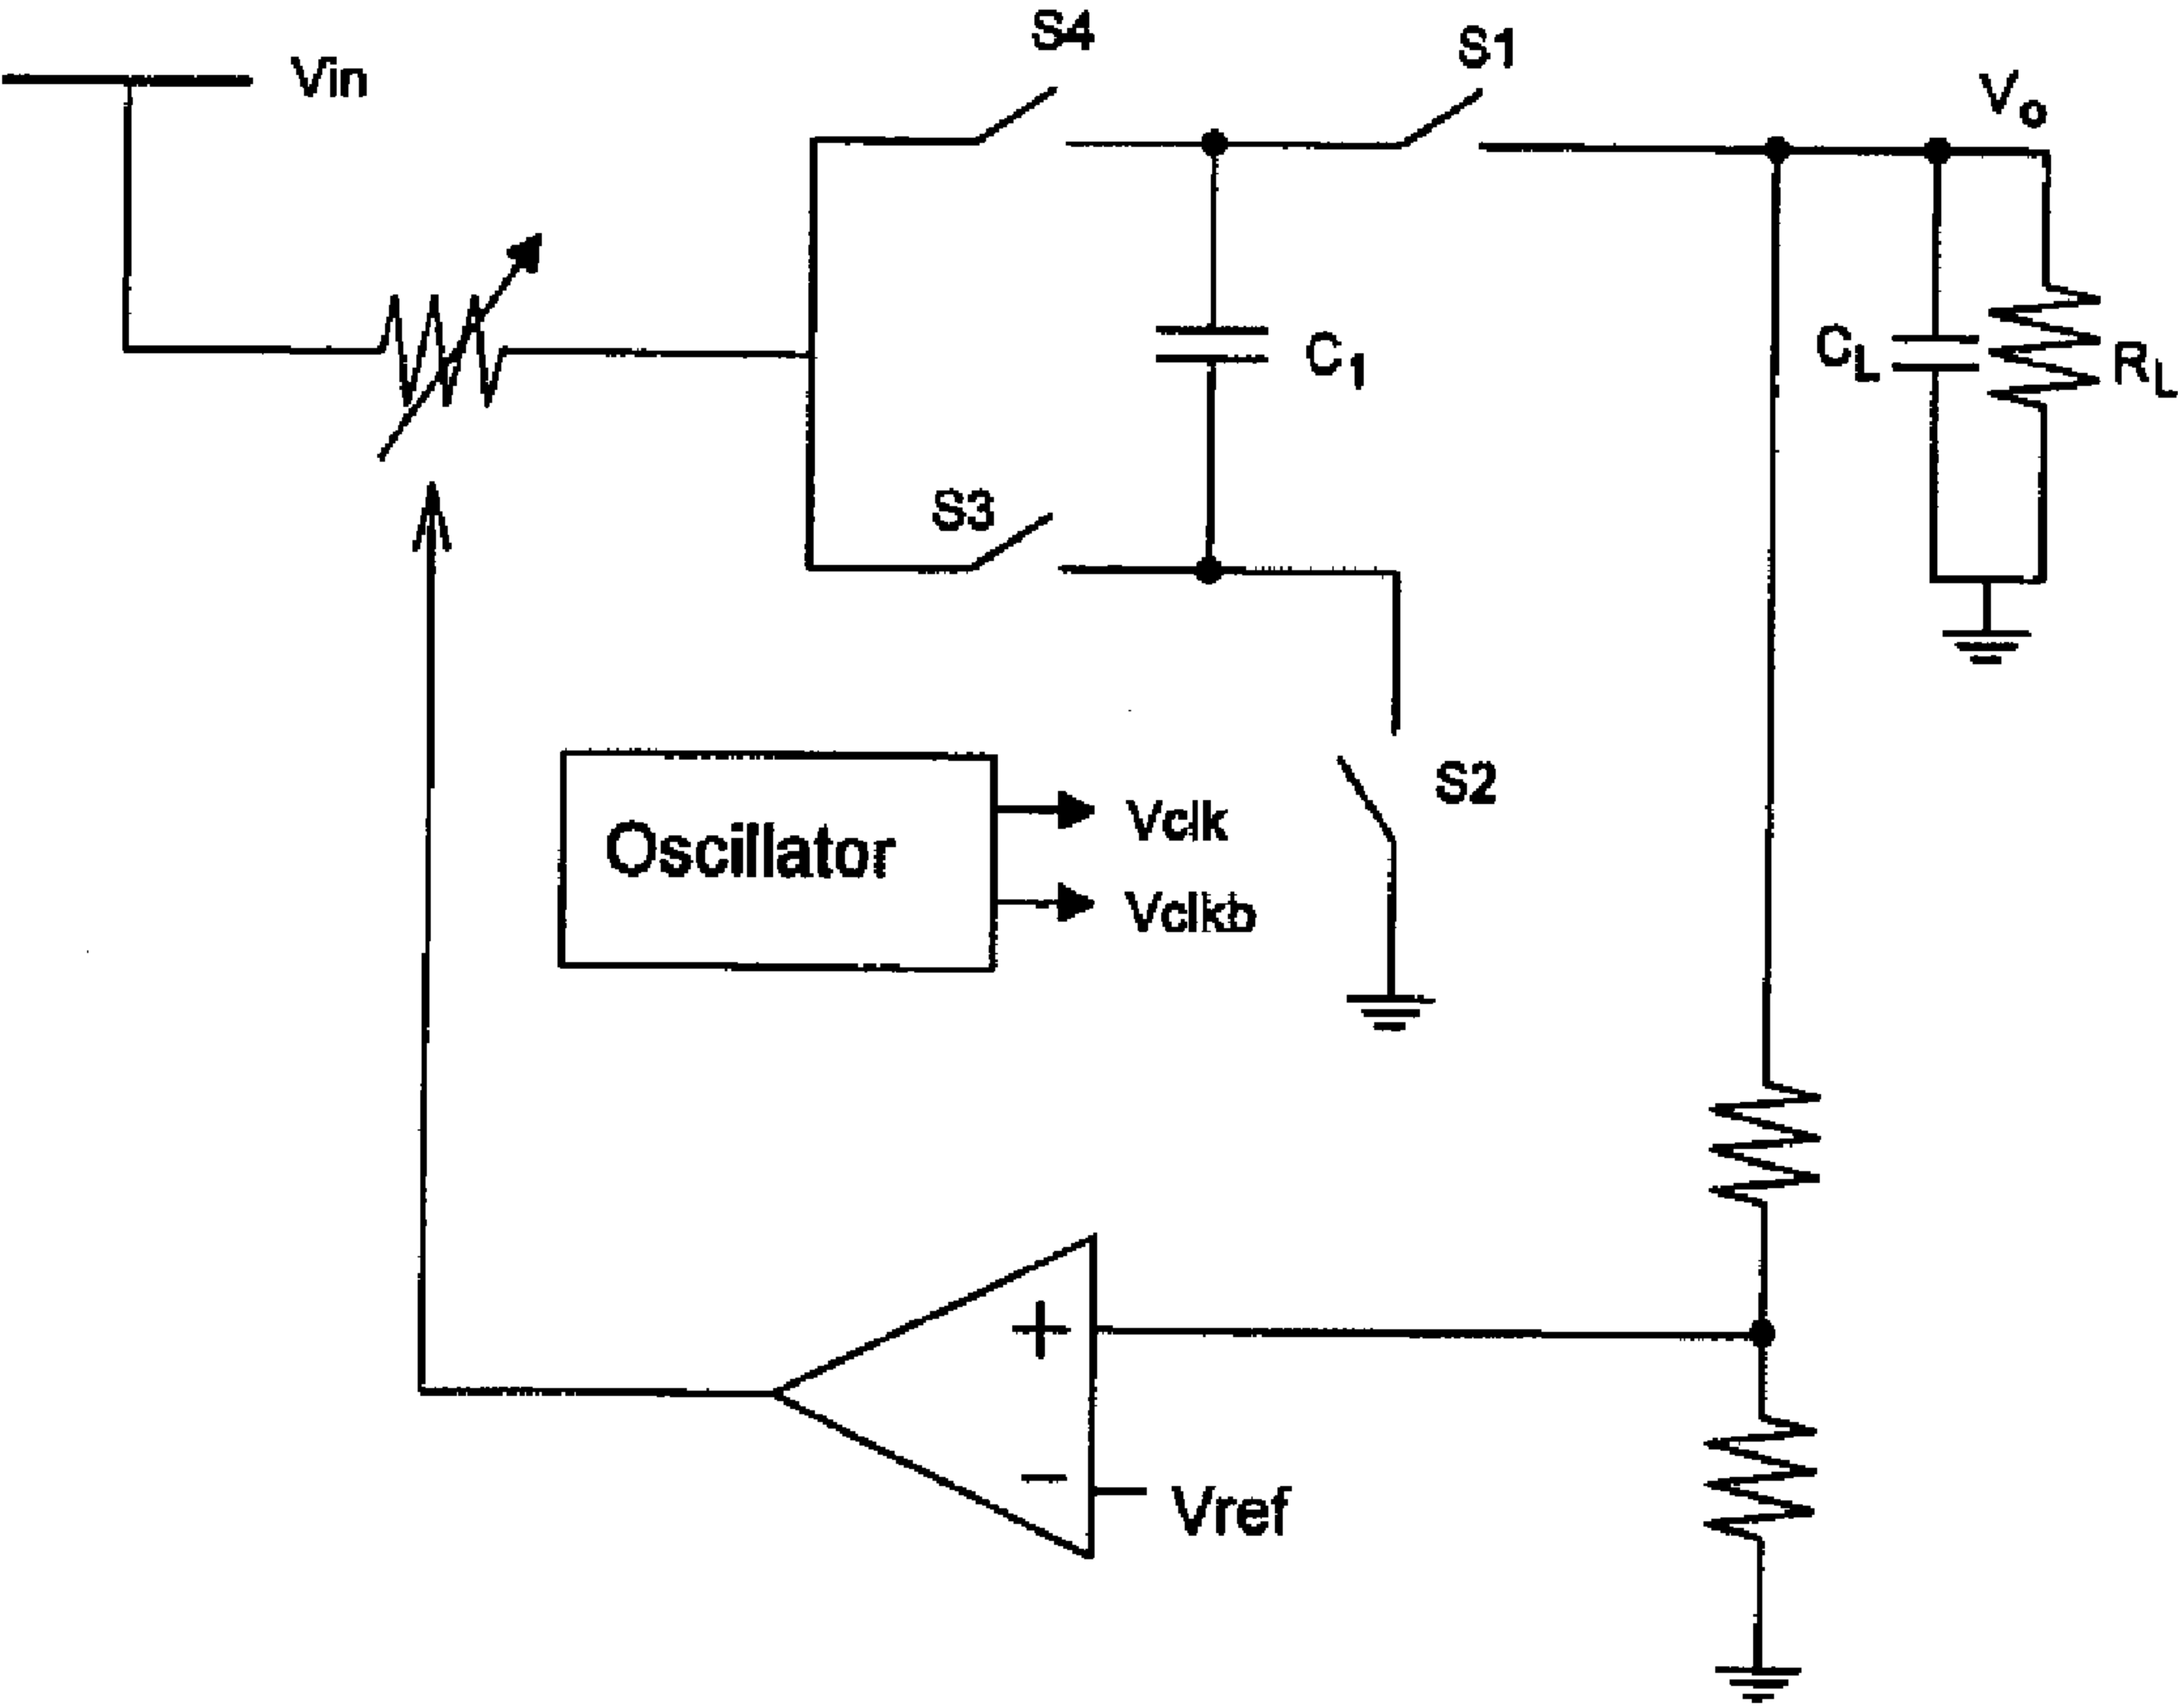 S4
S1
Vin
Vo
C1
CL
RL
S3
S2
Oscillator
Vclk
Vclkb
+
−
Vref